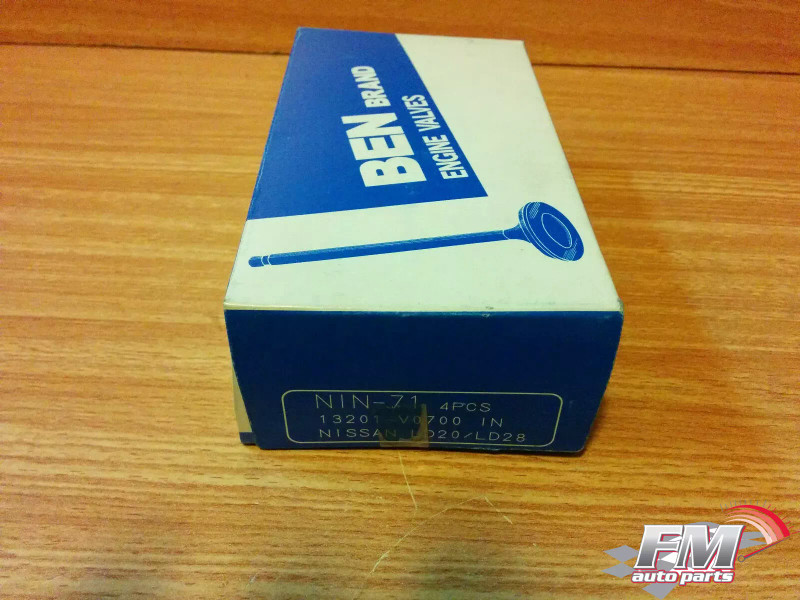 BEN BRAND
ENGINE VALVES
NIN-71 4PCS
13201-V0700 IN
NISSAN LD20/LD28
FM
auto parts